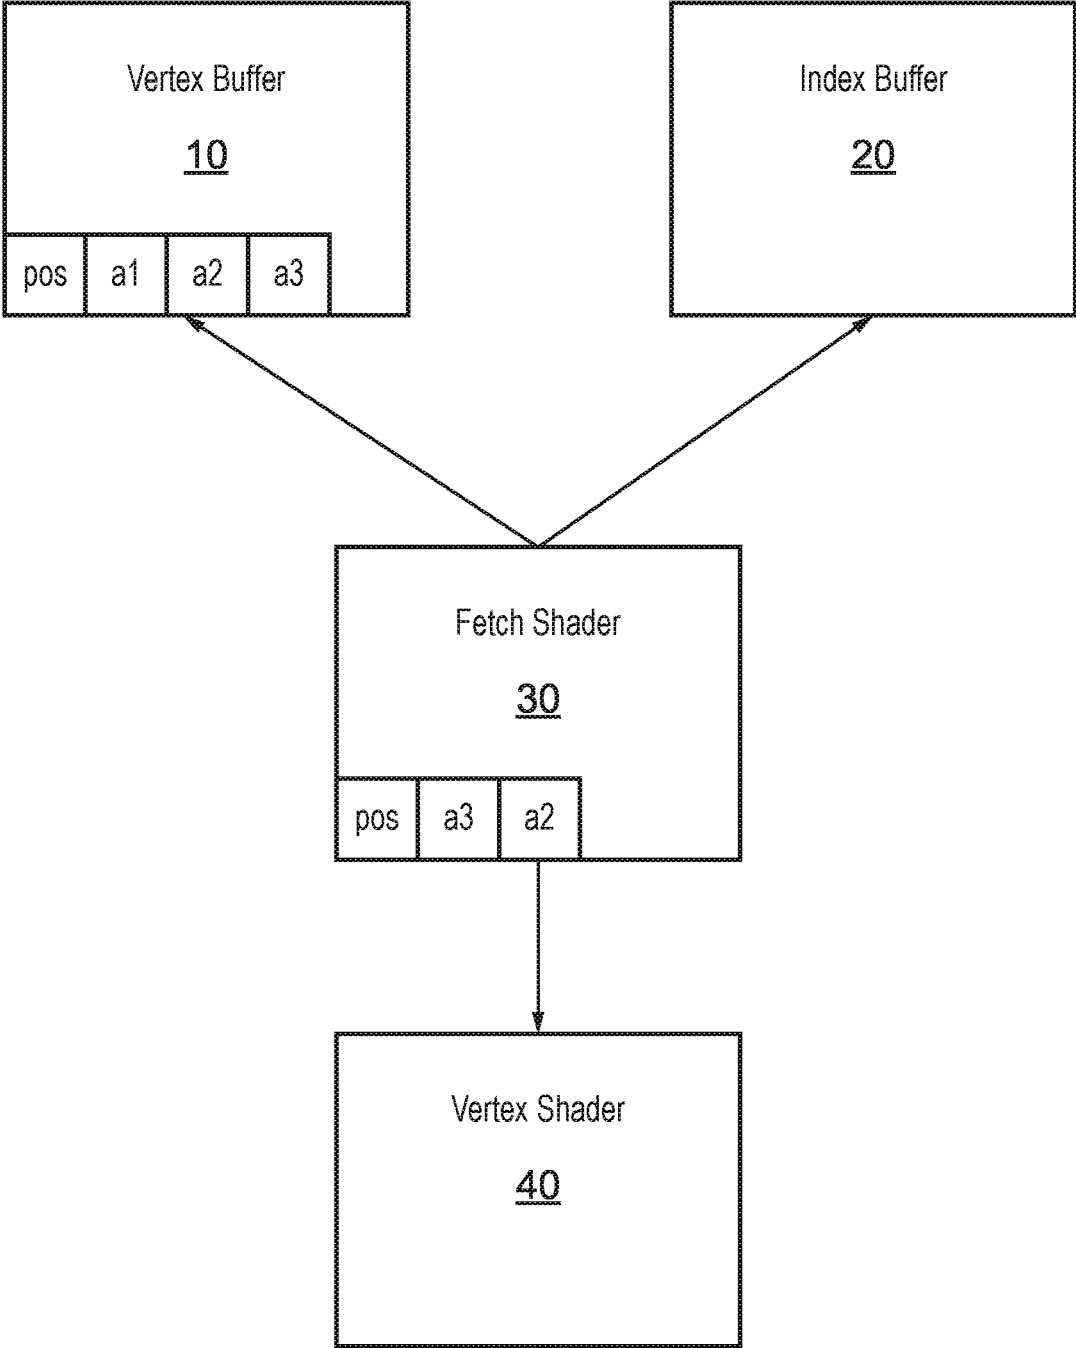 Vertex Buffer
10
pos a1 a2 a3
Index Buffer
20
Fetch Shader
30
pos a3 a2
Vertex Shader
40